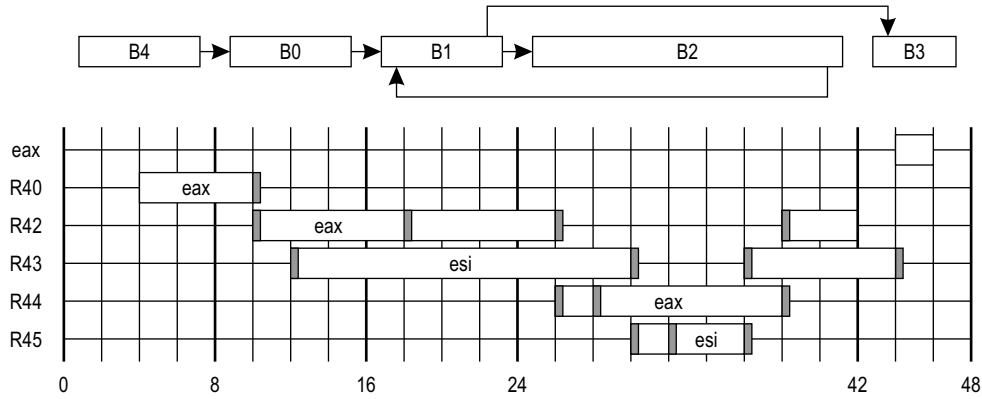 B4 B0 B1 B2 B3
eax
R40 eax
R42 eax
R43 esi
R44 eax
R45 esi
0 8 16 24 42 48